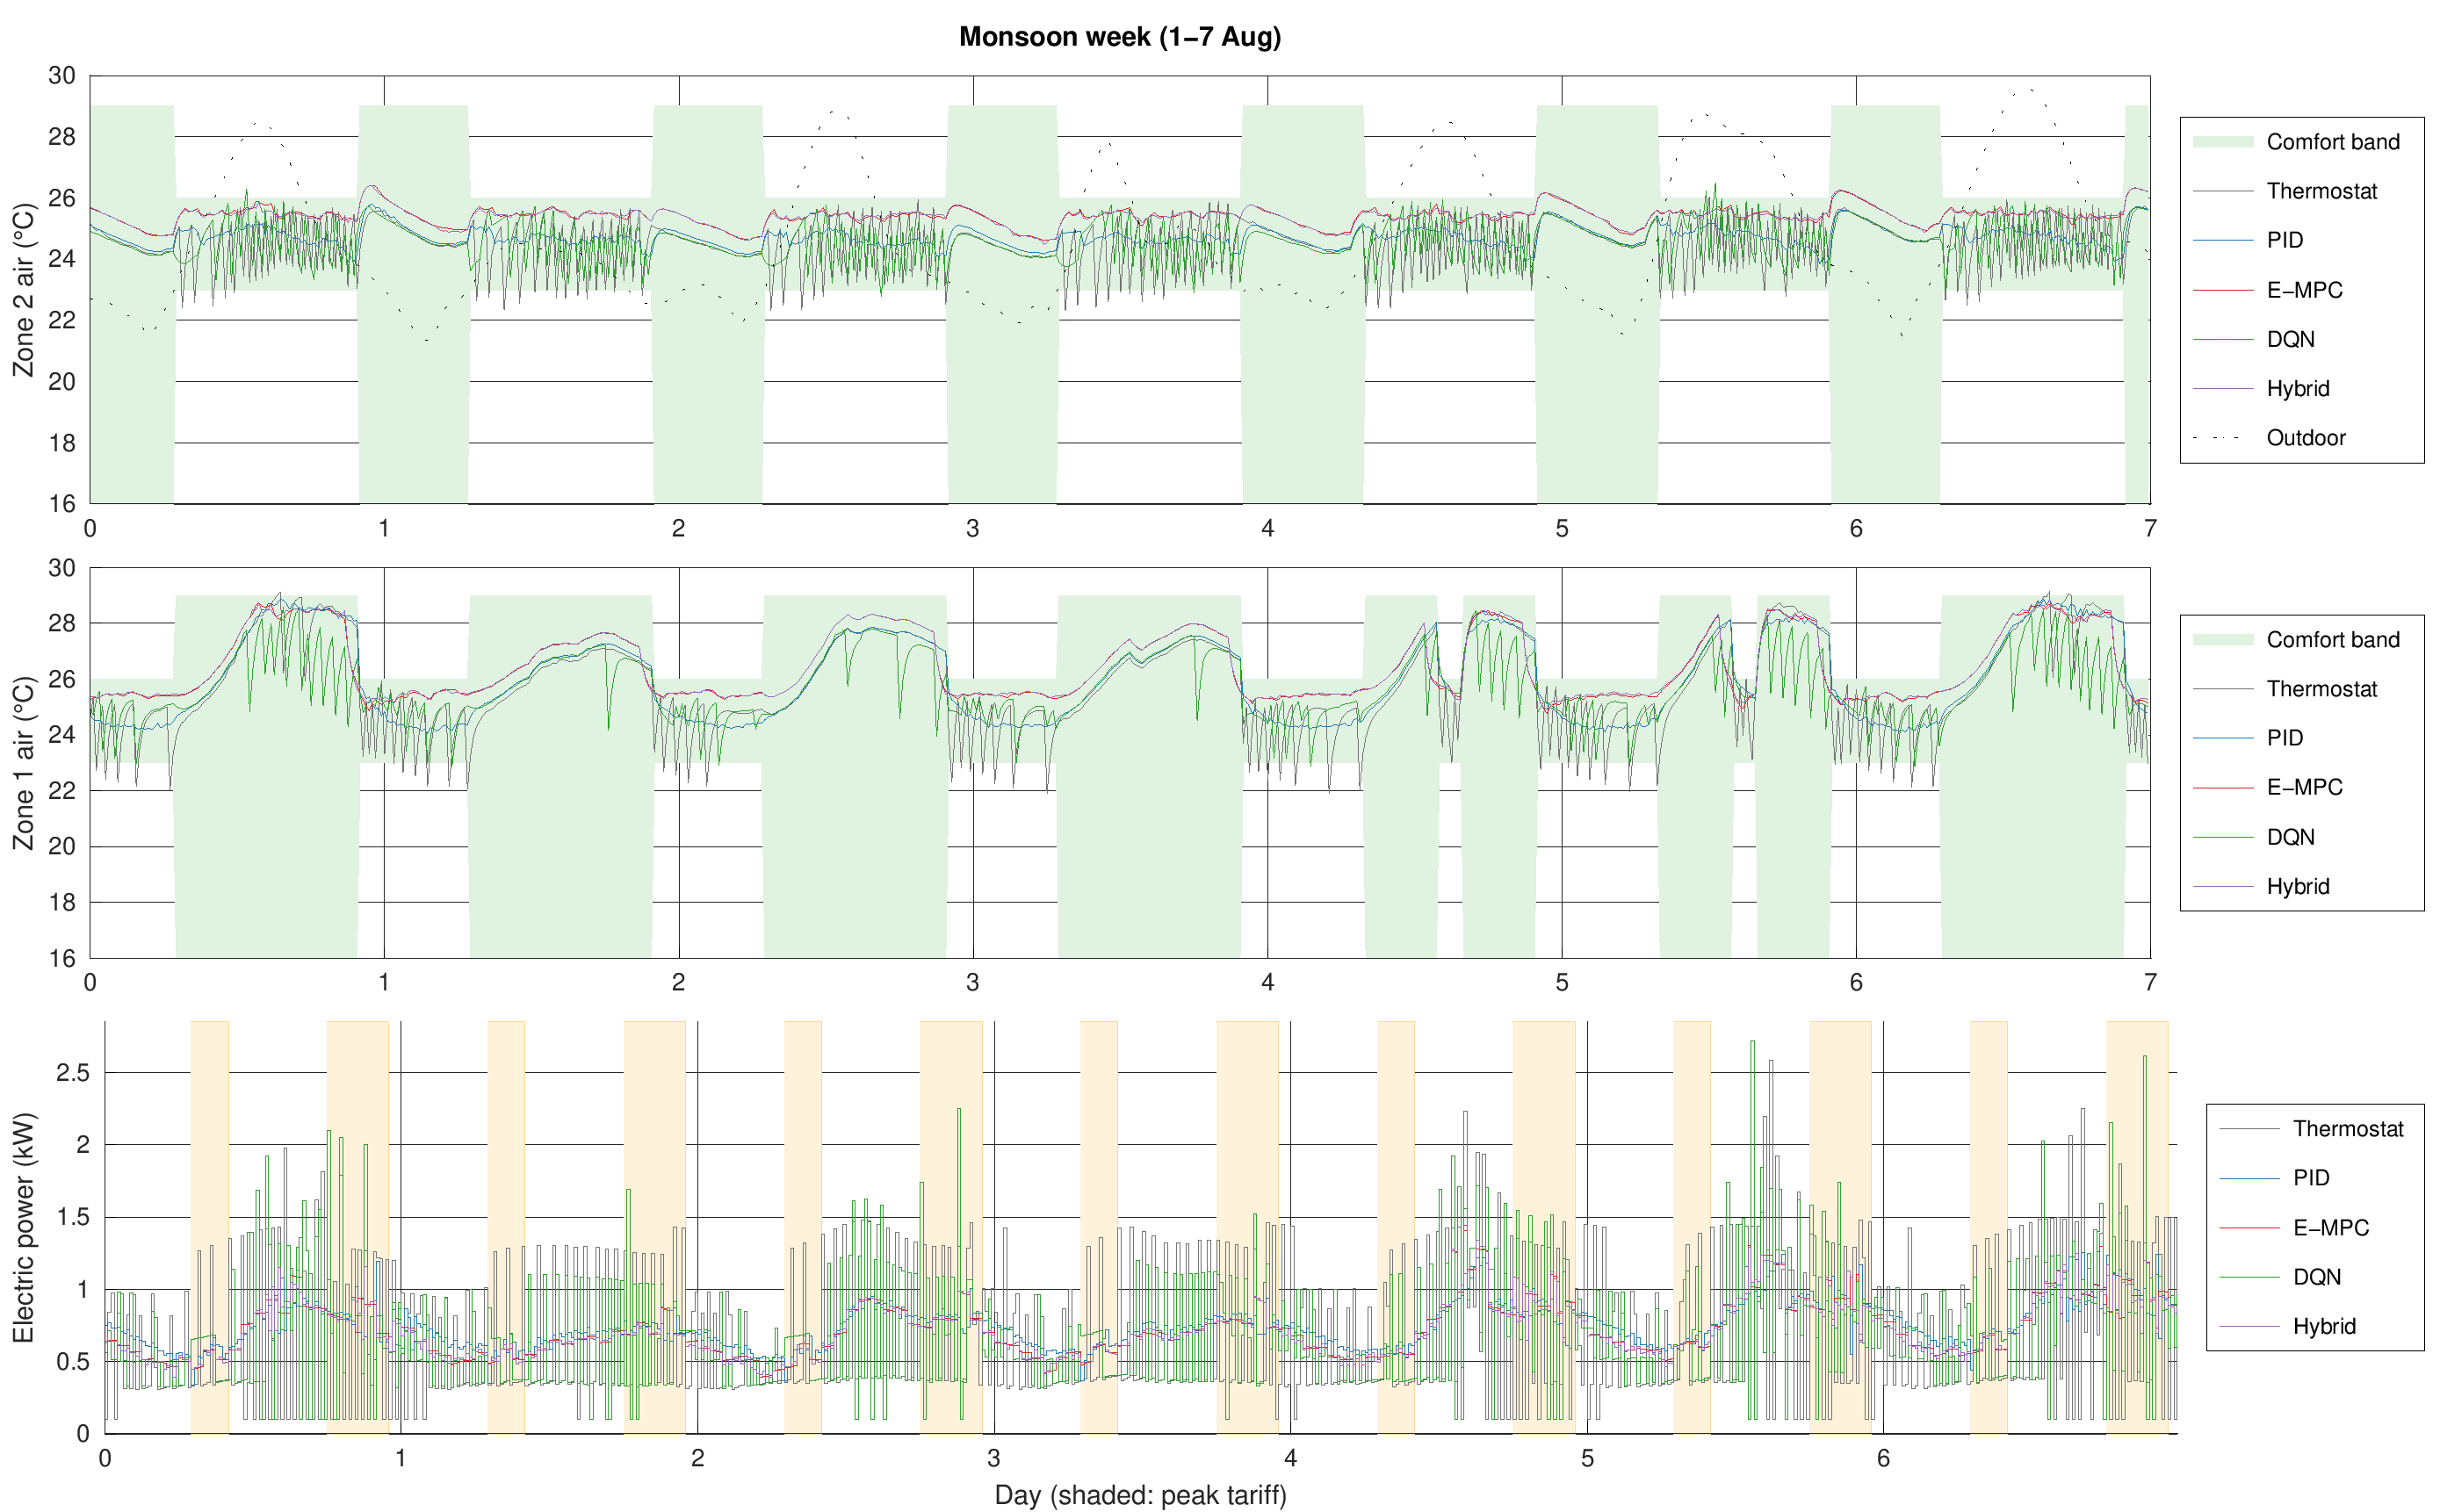 Monsoon week (1–7 Aug)
Zone 2 air (°C)
30
28
26
24
22
20
18
16
0 1 2 3 4 5 6 7
Comfort band
Thermostat
PID
E–MPC
DQN
Hybrid
Outdoor
Zone 1 air (°C)
30
28
26
24
22
20
18
16
0 1 2 3 4 5 6 7
Comfort band
Thermostat
PID
E–MPC
DQN
Hybrid
Electric power (kW)
2.5
2
1.5
1
0.5
0
0 1 2 3 4 5 6
Day (shaded: peak tariff)
Thermostat
PID
E–MPC
DQN
Hybrid